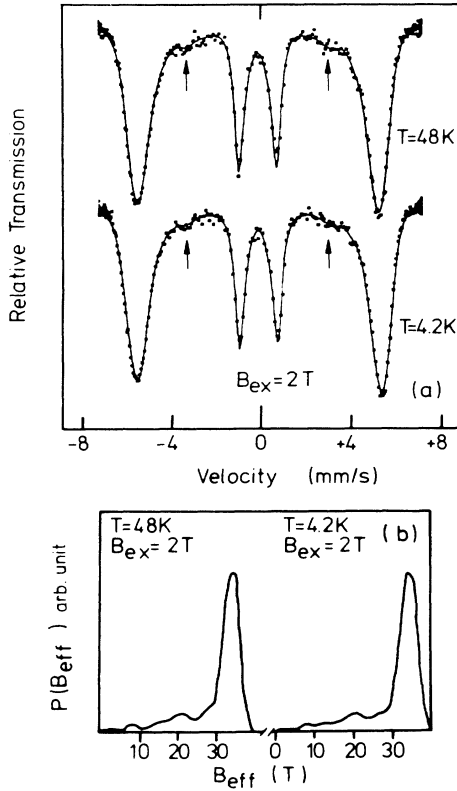 Relative Transmission
T=48K
T=4.2K
Bex=2T
(a)
-8 -4 0 +4 +8
Velocity (mm/s)
P(Beff) arb. unit
T=48K
Bex=2T
T=4.2K
Bex=2T
(b)
10 20 30 0 10 20 30
Beff (T)